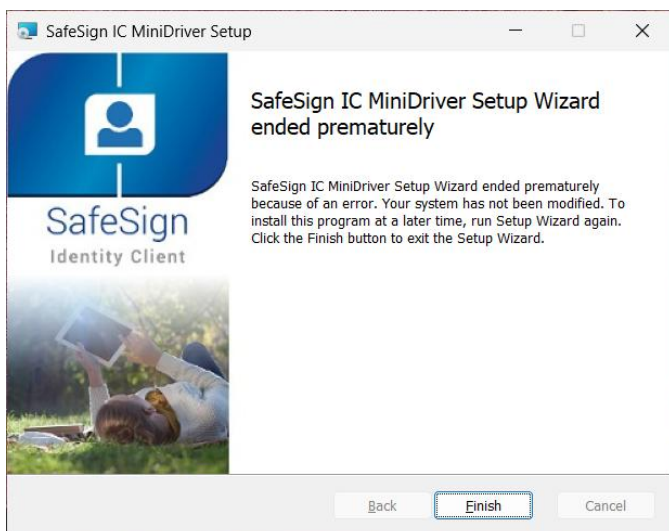 SafeSign IC MiniDriver Setup
SafeSign IC MiniDriver Setup Wizard
ended prematurely
SafeSign IC MiniDriver Setup Wizard ended prematurely
because of an error. Your system has not been modified. To
install this program at a later time, run Setup Wizard again.
Click the Finish button to exit the Setup Wizard.
SafeSign
Identity Client
Back Finish Cancel